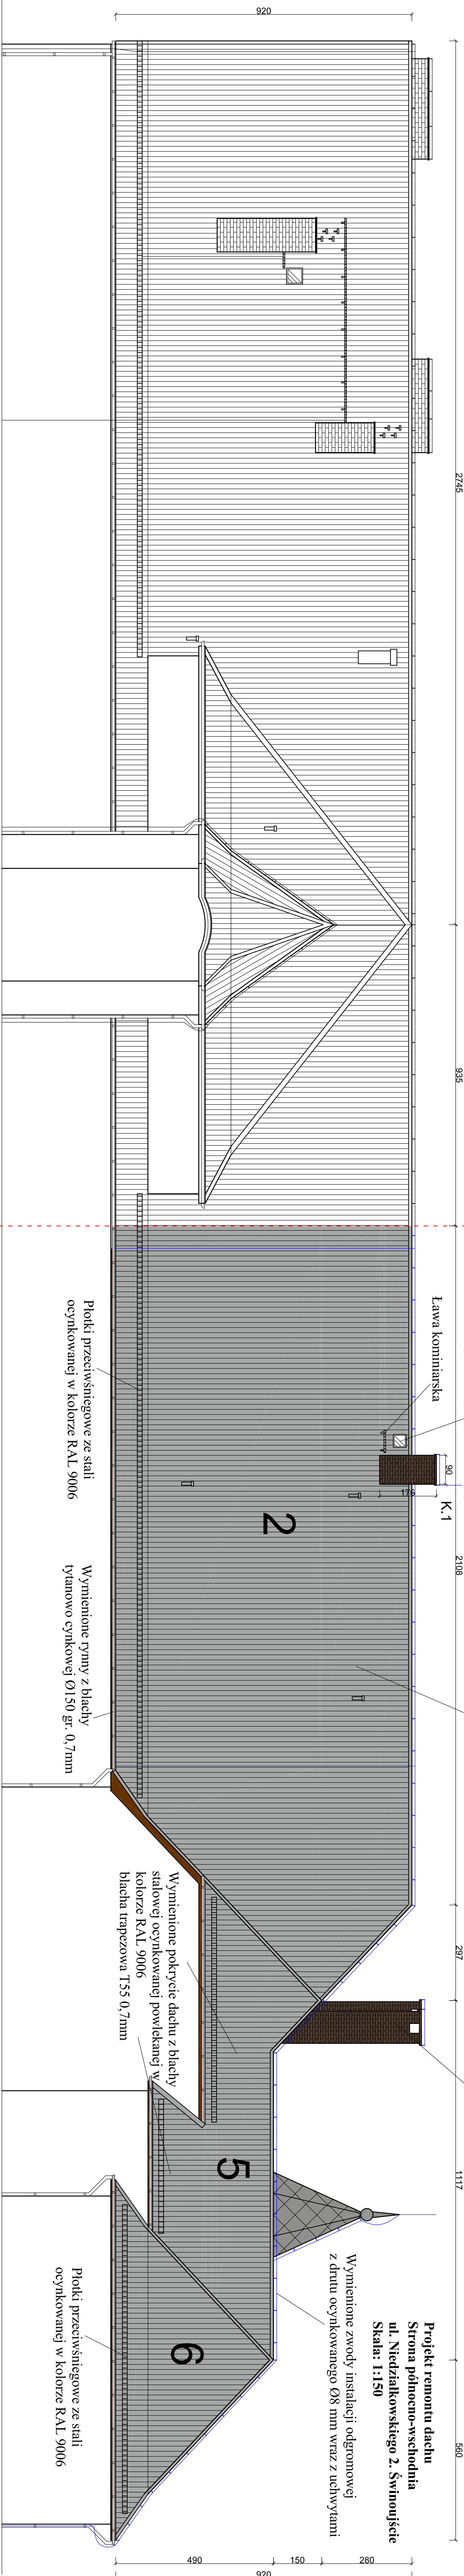 Projekt remontu dachu
Strona północno-wschodnia
ul. Niedziałkowskiego 2. Świnoujście
Skala: 1:150
920
2745
935
2108
297
1117
560
90
176
K.1
Ława kominiarska
2
Płotki przeciwśniegowe ze stali
ocynkowanej w kolorze RAL 9006
Wymienione rynny z blachy
tytanowo cynkowej Ø150 gr. 0,7mm
Wymienione pokrycie dachu z blachy
stalowej ocynkowanej powlekanej w
kolorze RAL 9006
blacha trapezowa T55 0,7mm
5
Wymienione zwody instalacji odgromowej
z drutu ocynkowanego Ø8 mm wraz z uchwytami
6
Płotki przeciwśniegowe ze stali
ocynkowanej w kolorze RAL 9006
280
150
490
920